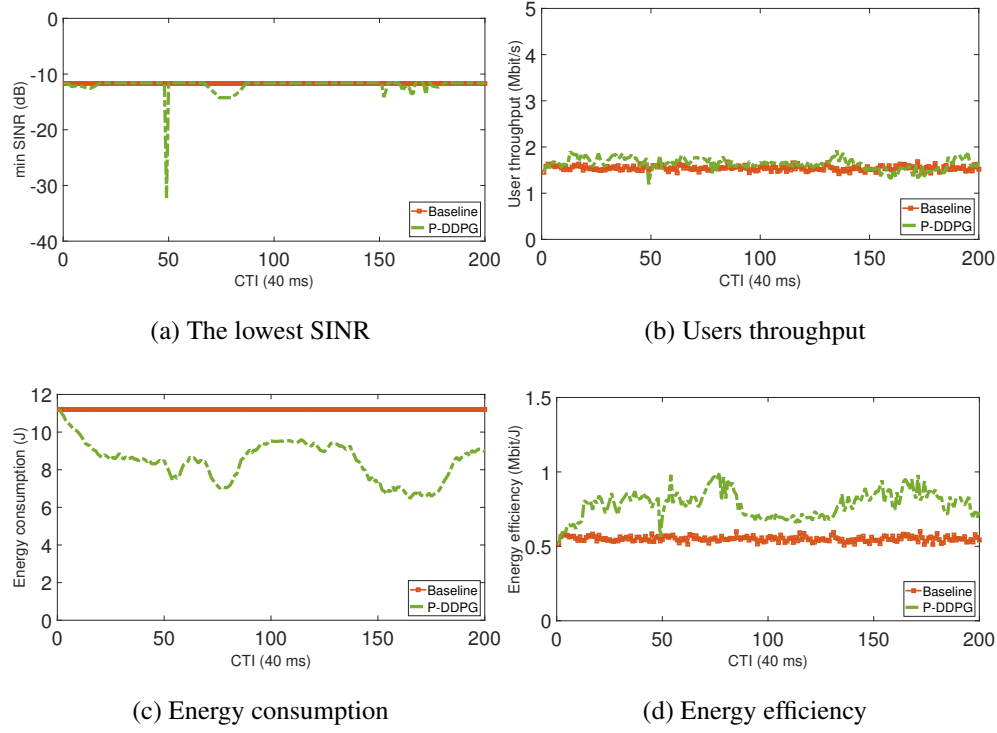 0
-10
-20
-30
-40
min SINR (dB)
Baseline
P-DDPG
0 50 100 150 200
CTI (40 ms)
(a) The lowest SINR
5
4
3
2
1
0
User throughput (Mbit/s)
Baseline
P-DDPG
0 50 100 150 200
CTI (40 ms)
(b) Users throughput
12
10
8
6
4
2
0
Energy consumption (J)
Baseline
P-DDPG
0 50 100 150 200
CTI (40 ms)
(c) Energy consumption
1.5
1
0.5
0
Energy efficiency (Mbit/J)
Baseline
P-DDPG
0 50 100 150 200
CTI (40 ms)
(d) Energy efficiency